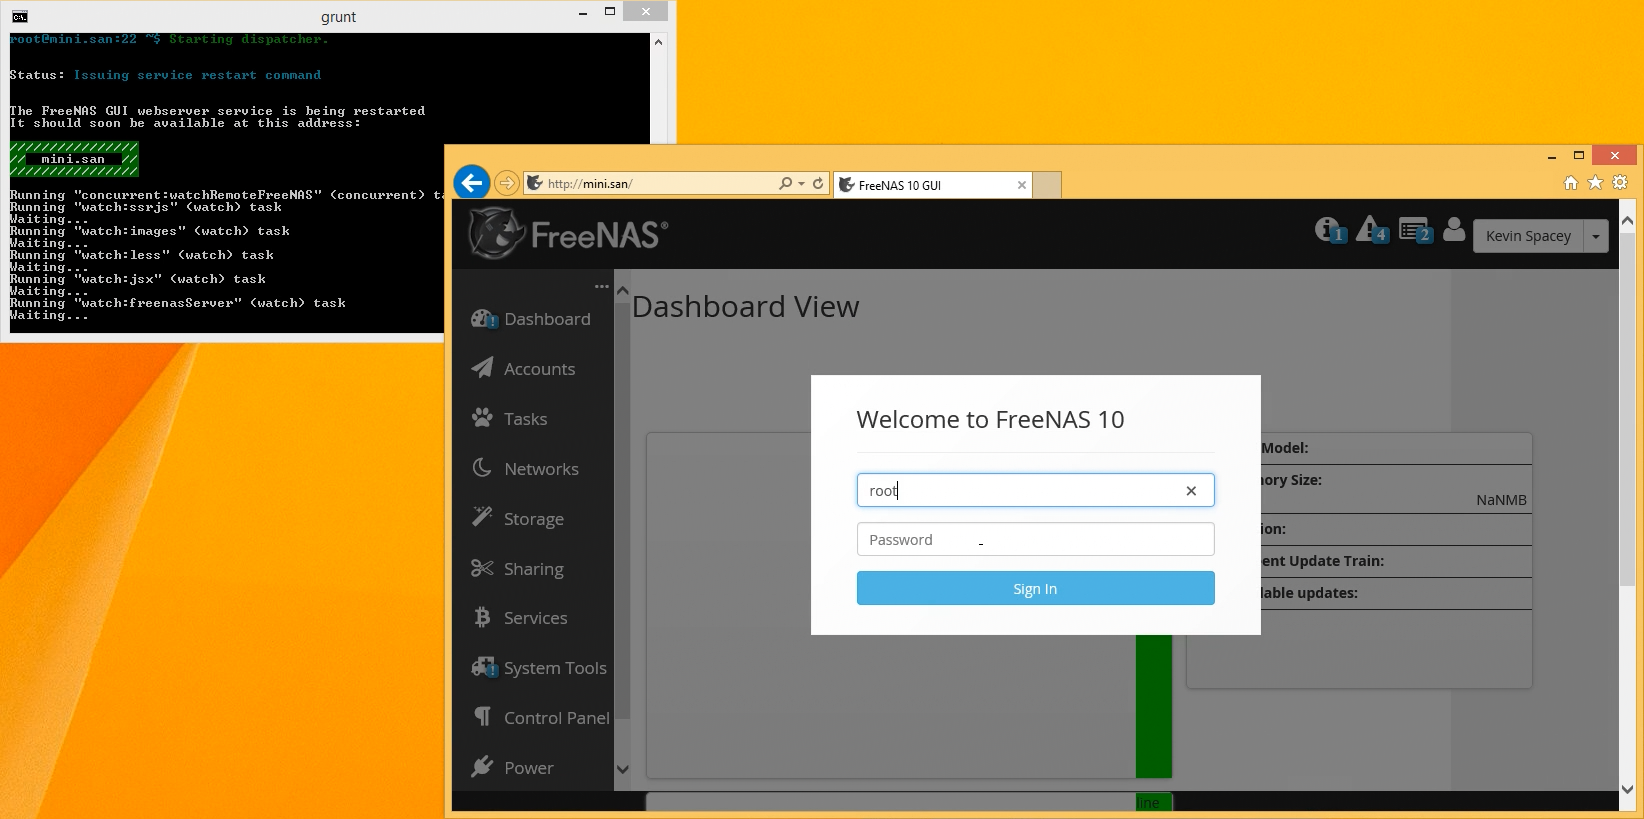 grunt
root@mini.san:22 ~$ Starting dispatcher.
Status: Issuing service restart command
The FreeNAS GUI webserver service is being restarted
It should soon be available at this address:
////////////////
// mini.san //
////////////////
Running "concurrent:watchRemoteFreeNAS" (concurrent)
Running "watch:ssrjs" (watch) task
Waiting...
Running "watch:images" (watch) task
Waiting...
Running "watch:less" (watch) task
Waiting...
Running "watch:jsx" (watch) task
Waiting...
Running "watch:freenasServer" (watch) task
Waiting...
http://mini.san/
FreeNAS 10 GUI
FreeNAS®
1
4
2
Kevin Spacey
Dashboard
Accounts
Tasks
Networks
Storage
Sharing
Services
System Tools
Control Panel
Power
Dashboard View
Welcome to FreeNAS 10
root
Password
Sign In
Model:
ory Size:
NaNMB
ion:
ent Update Train:
lable updates:
line